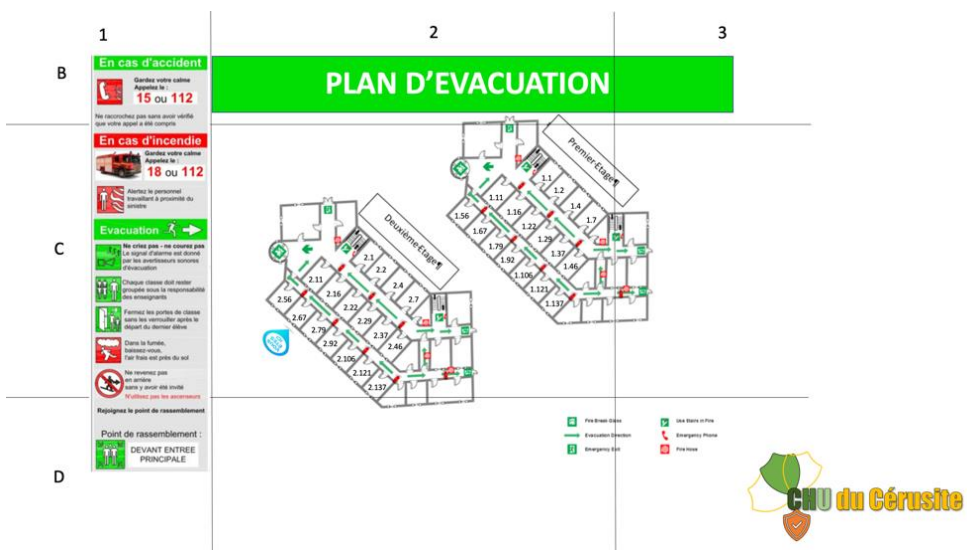 1
2
3
B
C
D
En cas d'accident
Gardez votre calme
Appelez le :
15 ou 112
Ne raccrochez pas sans avoir vérifié
que votre appel a été compris
En cas d'incendie
Gardez votre calme
Appelez le :
18 ou 112
Alertez le personnel
travaillant à proximité du
sinistre
Evacuation
Ne criez pas - ne courez pas
Le signal d'alarme est donné
par les avertisseurs sonores
d'évacuation
Chaque classe doit rester
groupée sous la responsabilité
des enseignants
Fermez les portes de classe
sans les verrouiller après le
départ du dernier élève
Dans la fumée,
baissez-vous,
l'air frais est près du sol
Ne revenez pas
en arrière
sans y avoir été invité
N'utilisez pas les ascenseurs
Rejoignez le point de rassemblement
Point de rassemblement :
DEVANT ENTREE
PRINCIPALE
PLAN D'EVACUATION
Premier-Etage¶
1.1
1.2
1.4
1.7
1.11
1.16
1.22
1.29
1.37
1.46
1.56
1.67
1.79
1.92
1.106
1.121
1.137
Deuxième-Etage¶
2.1
2.2
2.4
2.7
2.11
2.16
2.22
2.29
2.37
2.46
2.56
2.67
2.79
2.92
2.106
2.121
2.137
Fire Break Glass
Evacuation Direction
Emergency Exit
Use Stairs in Fire
Emergency Phone
Fire Hose
CHU du Cérusite